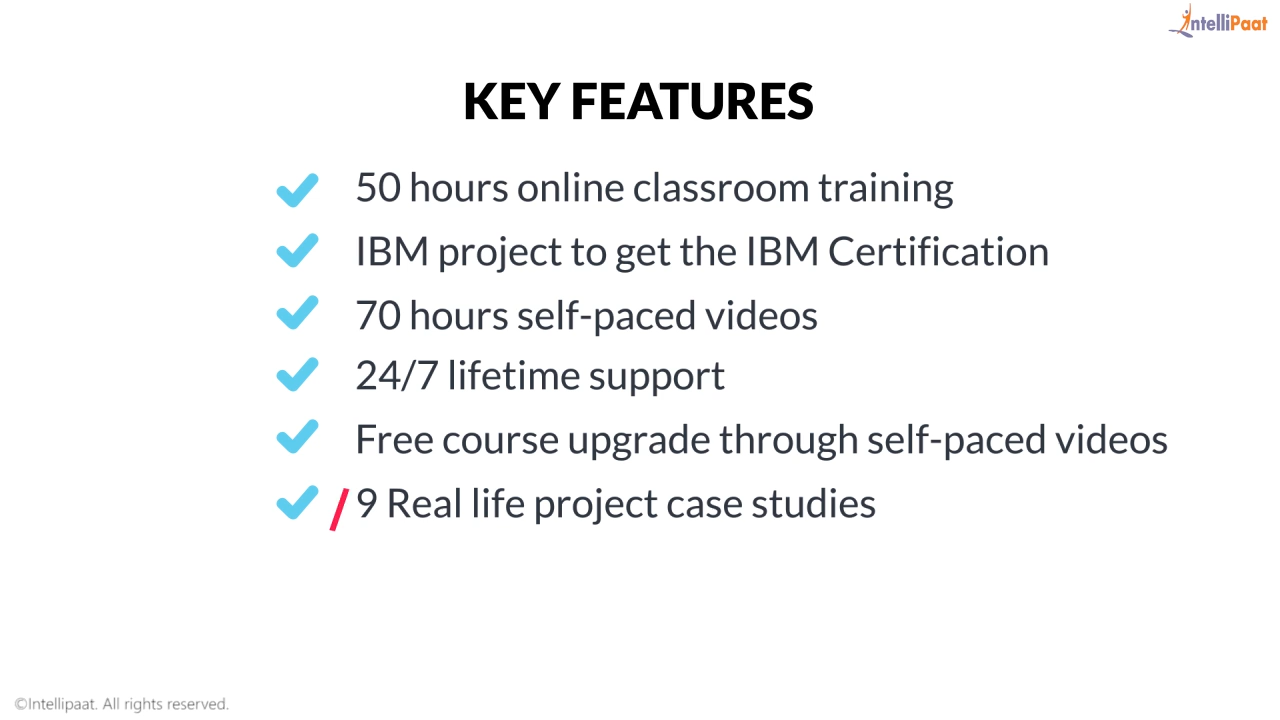 IntelliPaat
KEY FEATURES
50 hours online classroom training
IBM project to get the IBM Certification
70 hours self-paced videos
24/7 lifetime support
Free course upgrade through self-paced videos
9 Real life project case studies
©Intellipaat. All rights reserved.